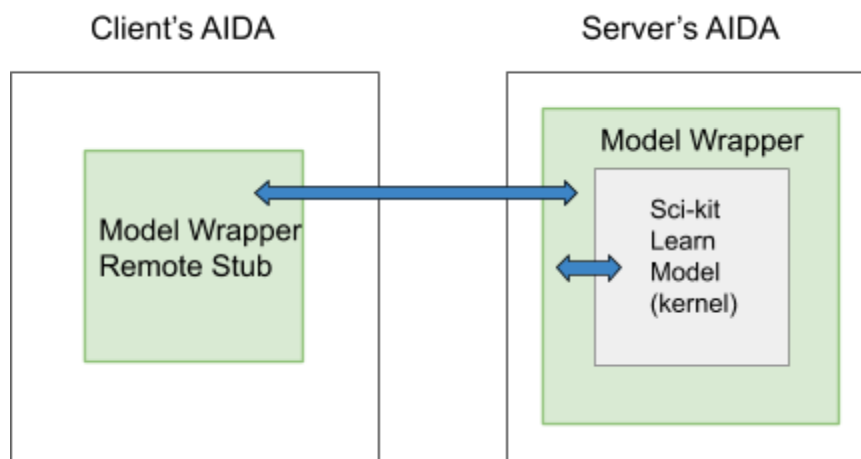 Client's AIDA
Server's AIDA
Model Wrapper
Remote Stub
Model Wrapper
Sci-kit
Learn
Model
(kernel)